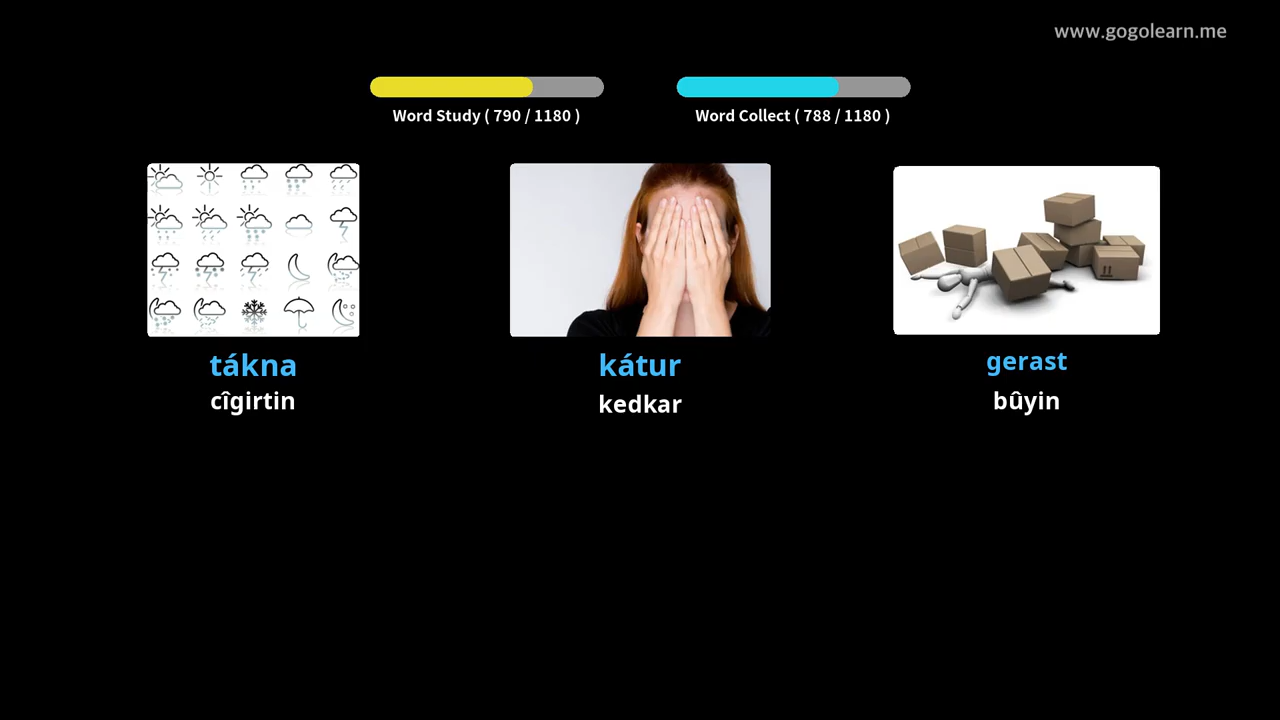 www.gogolearn.me
Word Study ( 790 / 1180 )
Word Collect ( 788 / 1180 )
tákna
cîgirtin
kátur
kedkar
gerast
bûyin